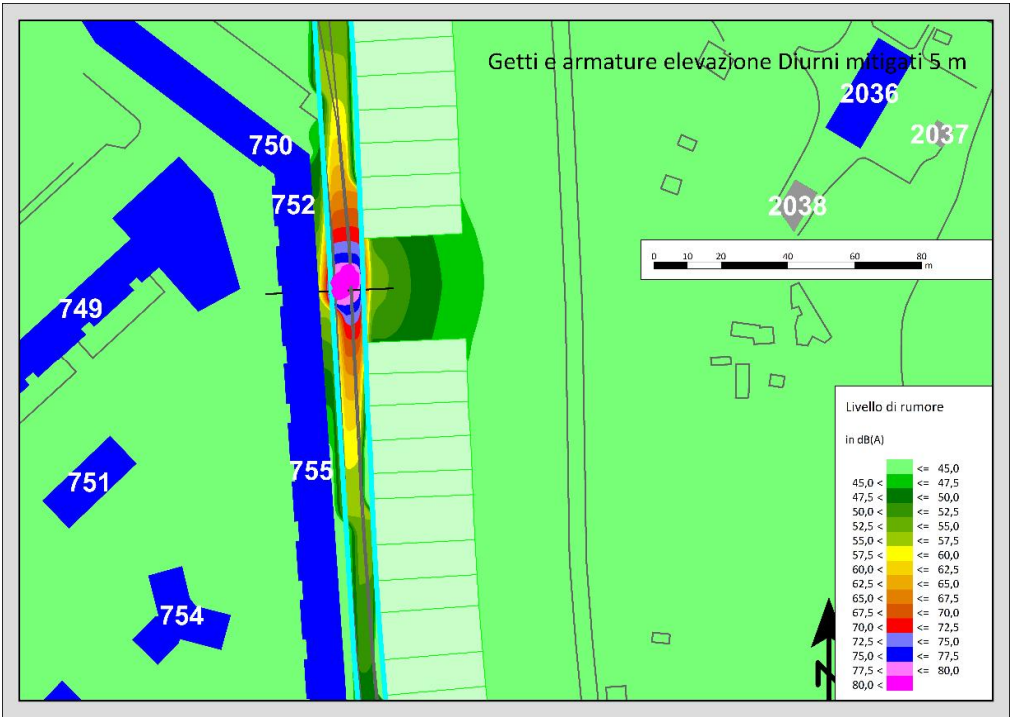 Getti e armature elevazione Diurni mitigati 5 m
2036
2037
750
752
2038
0 10 20 40 60 80
m
749
755
751
754
Livello di rumore
in dB(A)
<= 45,0
45,0 < <= 47,5
47,5 < <= 50,0
50,0 < <= 52,5
52,5 < <= 55,0
55,0 < <= 57,5
57,5 < <= 60,0
60,0 < <= 62,5
62,5 < <= 65,0
65,0 < <= 67,5
67,5 < <= 70,0
70,0 < <= 72,5
72,5 < <= 75,0
75,0 < <= 77,5
77,5 < <= 80,0
80,0 <